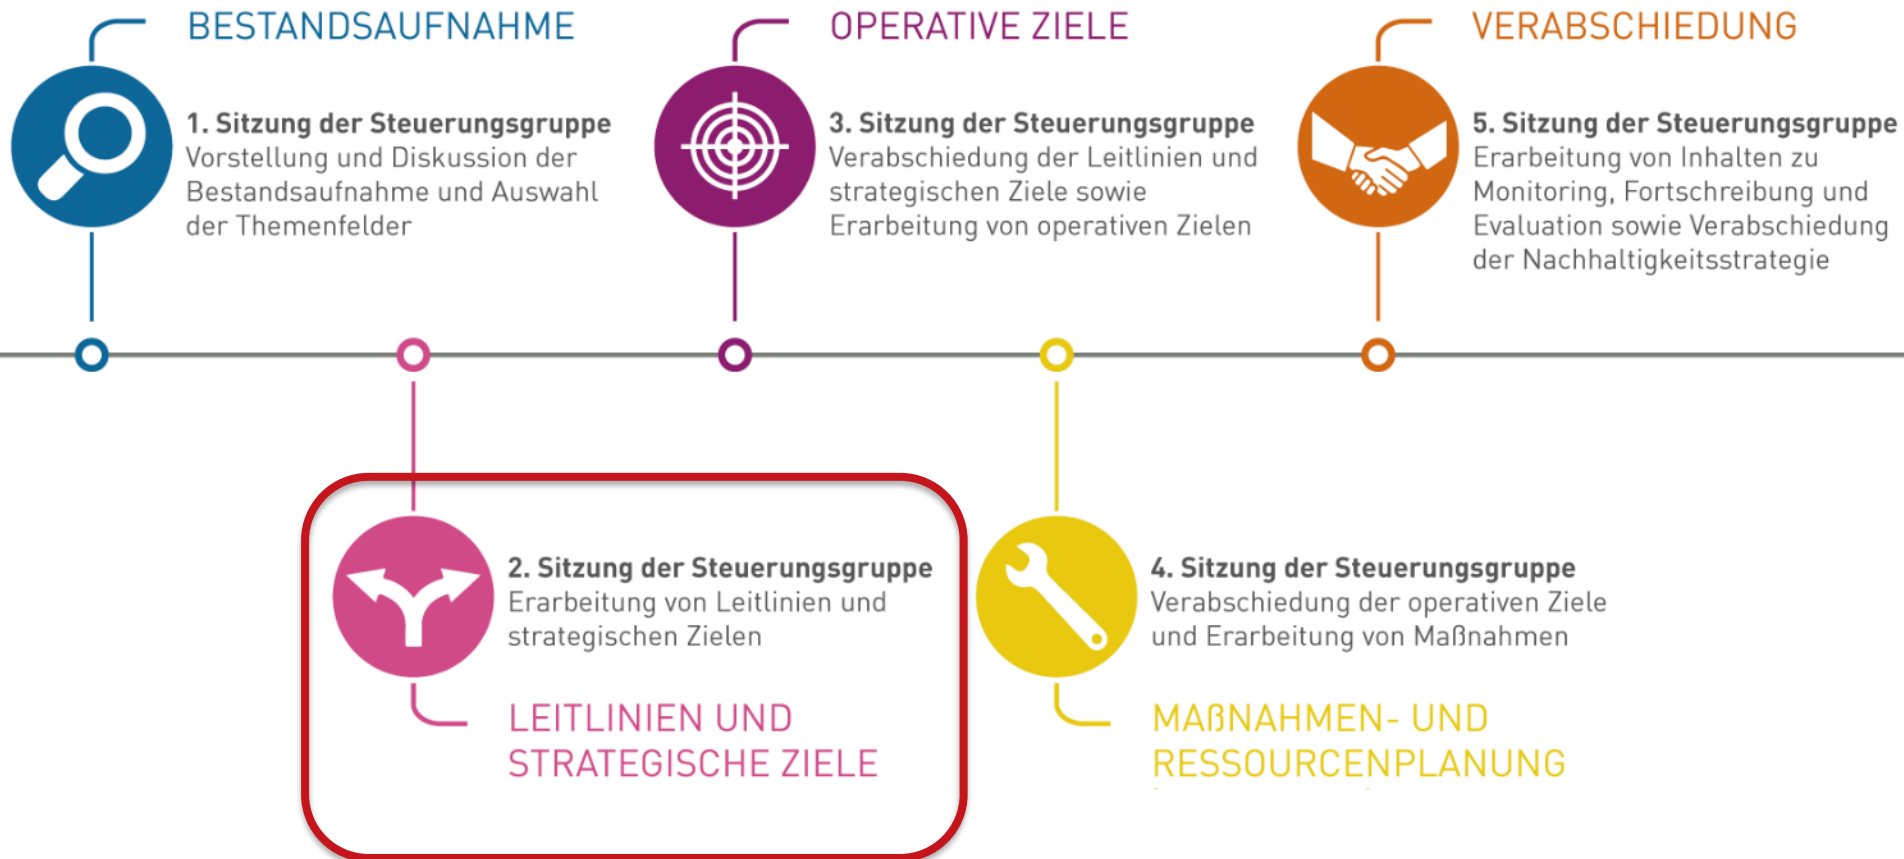 BESTANDSAUFNAHME
1. Sitzung der Steuerungsgruppe
Vorstellung und Diskussion der
Bestandsaufnahme und Auswahl
der Themenfelder
OPERATIVE ZIELE
3. Sitzung der Steuerungsgruppe
Verabschiedung der Leitlinien und
strategischen Ziele sowie
Erarbeitung von operativen Zielen
VERABSCHIEDUNG
5. Sitzung der Steuerungsgruppe
Erarbeitung von Inhalten zu
Monitoring, Fortschreibung und
Evaluation sowie Verabschiedung
der Nachhaltigkeitsstrategie
2. Sitzung der Steuerungsgruppe
Erarbeitung von Leitlinien und
strategischen Zielen
LEITLINIEN UND
STRATEGISCHE ZIELE
4. Sitzung der Steuerungsgruppe
Verabschiedung der operativen Ziele
und Erarbeitung von Maßnahmen
MAßNAHMEN- UND
RESSOURCENPLANUNG